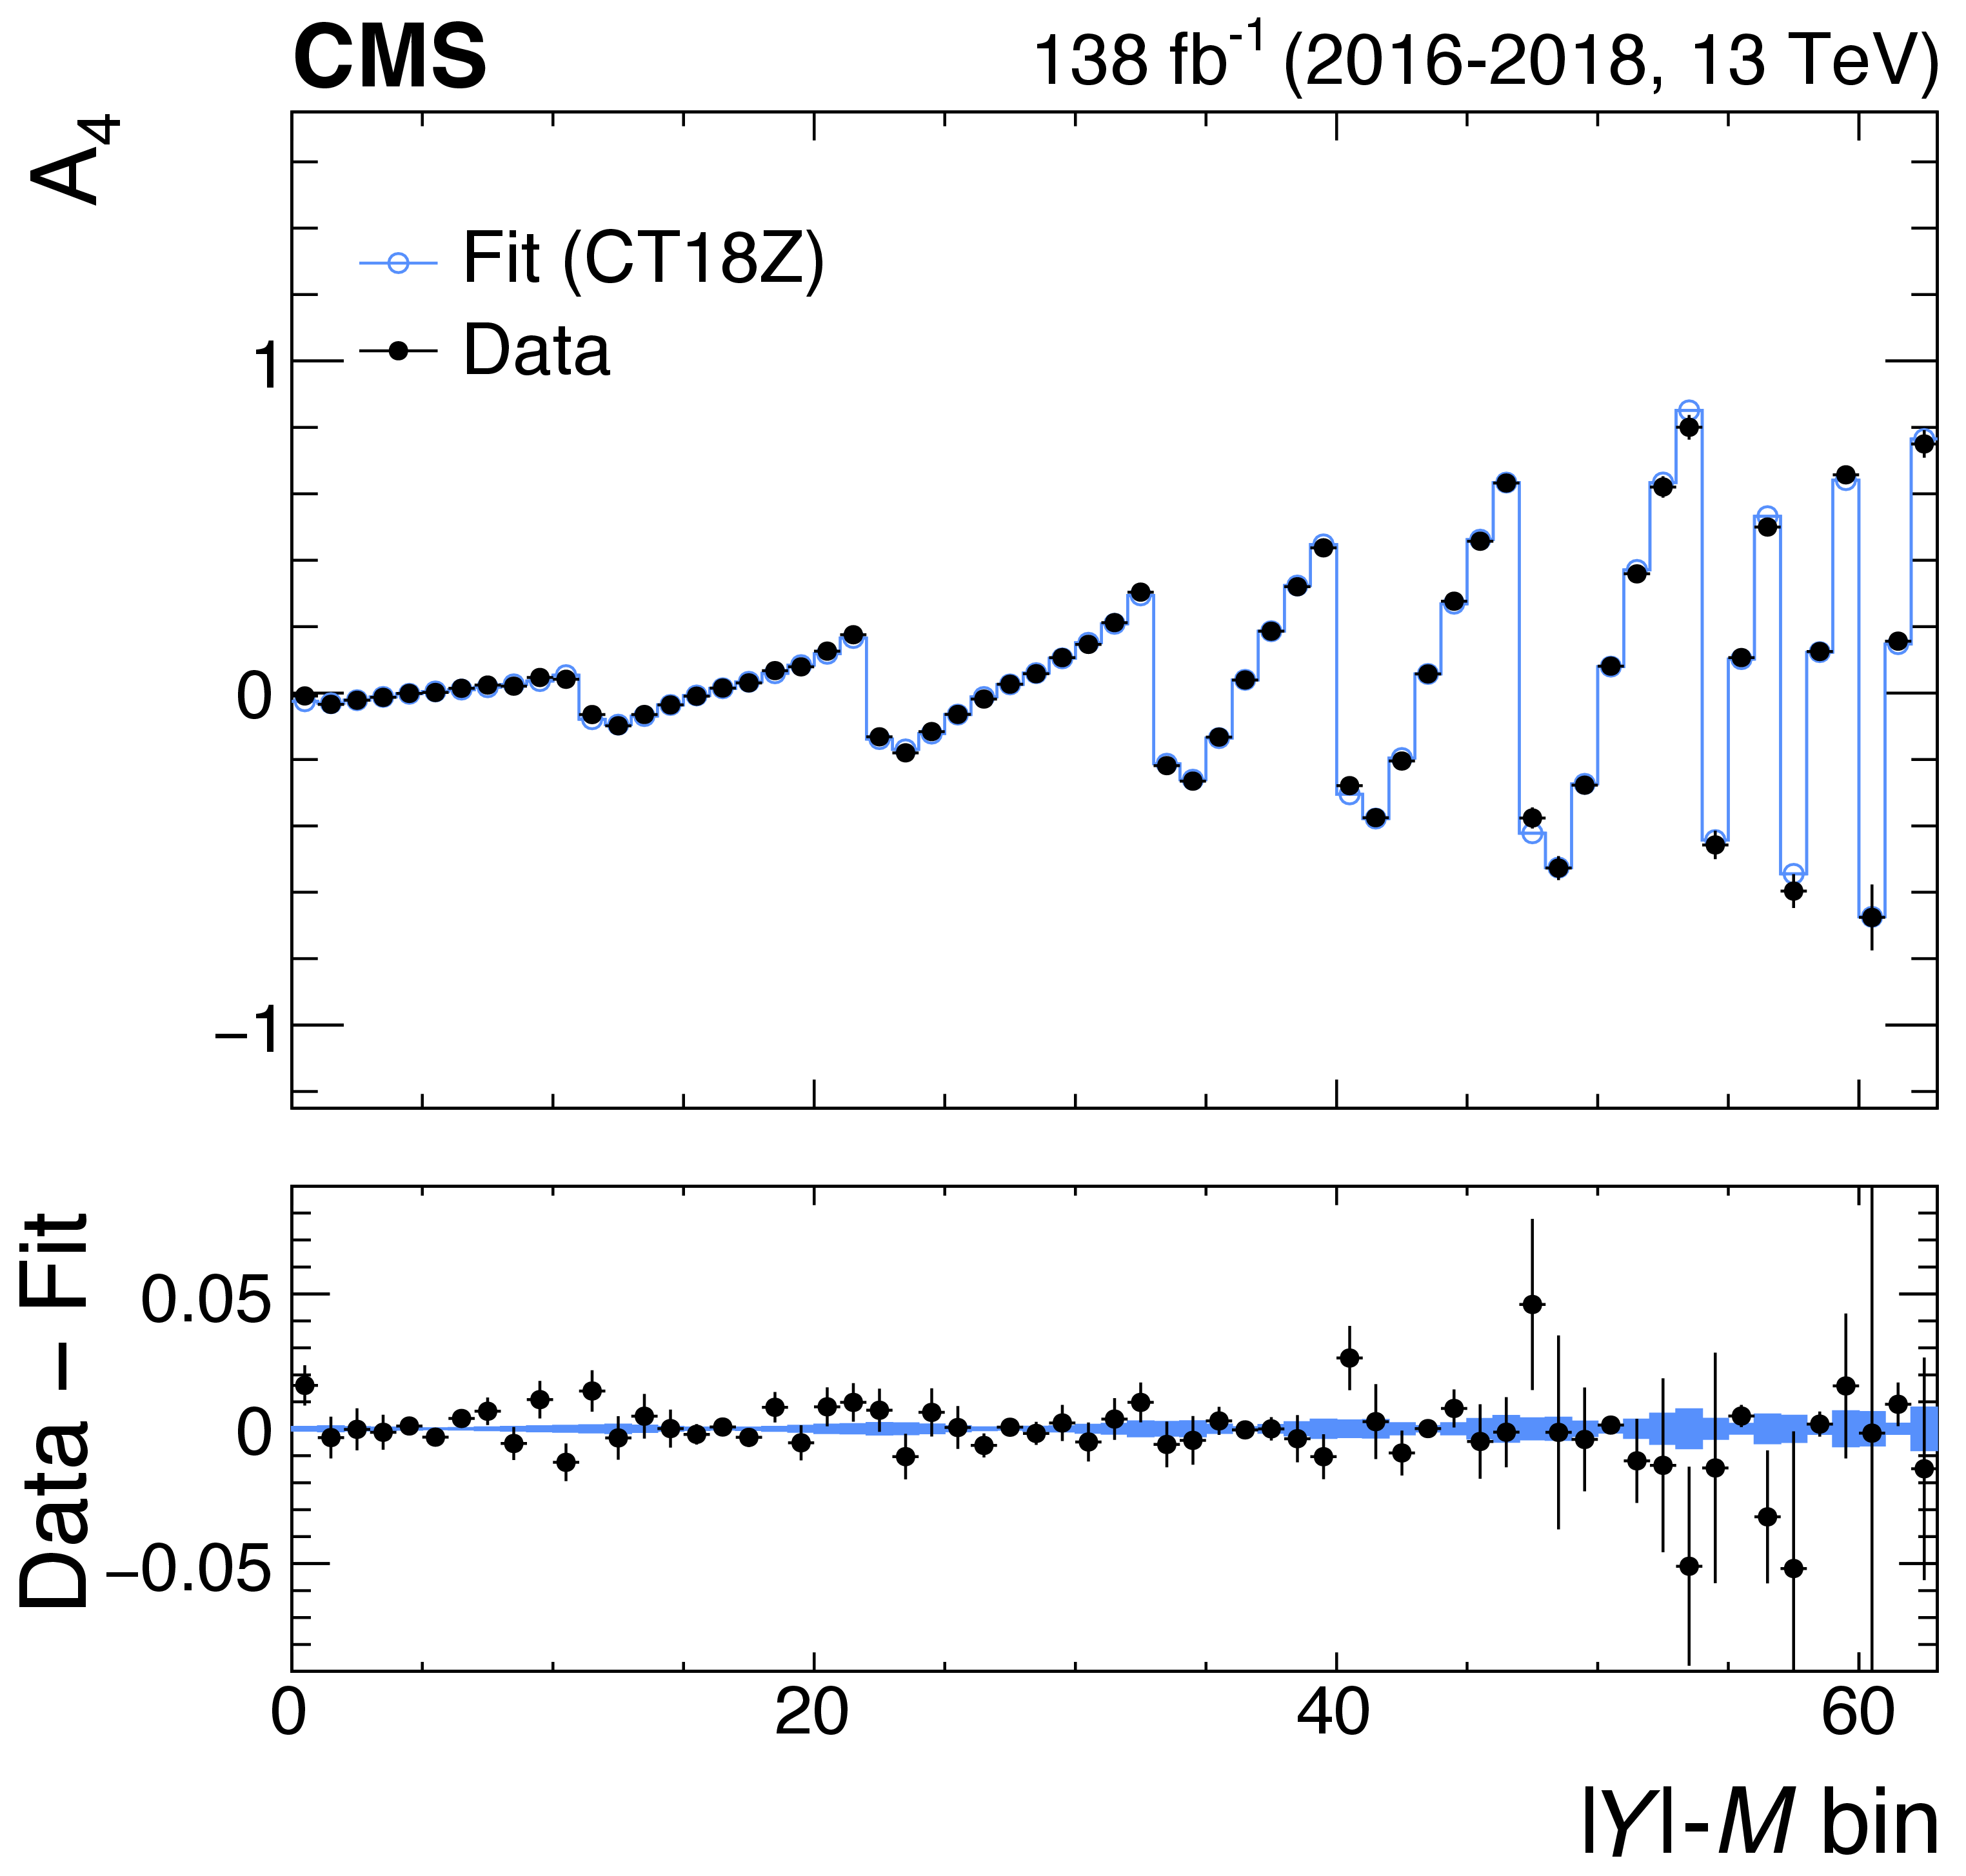 CMS
138 fb-1 (2016-2018, 13 TeV)
A4
Fit (CT18Z)
Data
1
0
−1
Data − Fit
0.05
0
−0.05
0 20 40 60
|Y|-M bin